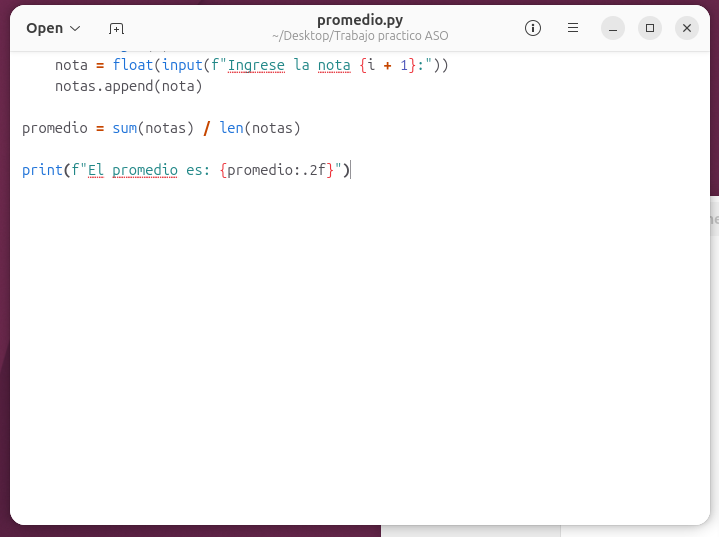 Open
promedio.py
~/Desktop/Trabajo practico ASO
nota = float(input(f"Ingrese la nota {i + 1}:"))
notas.append(nota)
promedio = sum(notas) / len(notas)
print(f"El promedio es: {promedio:.2f}")